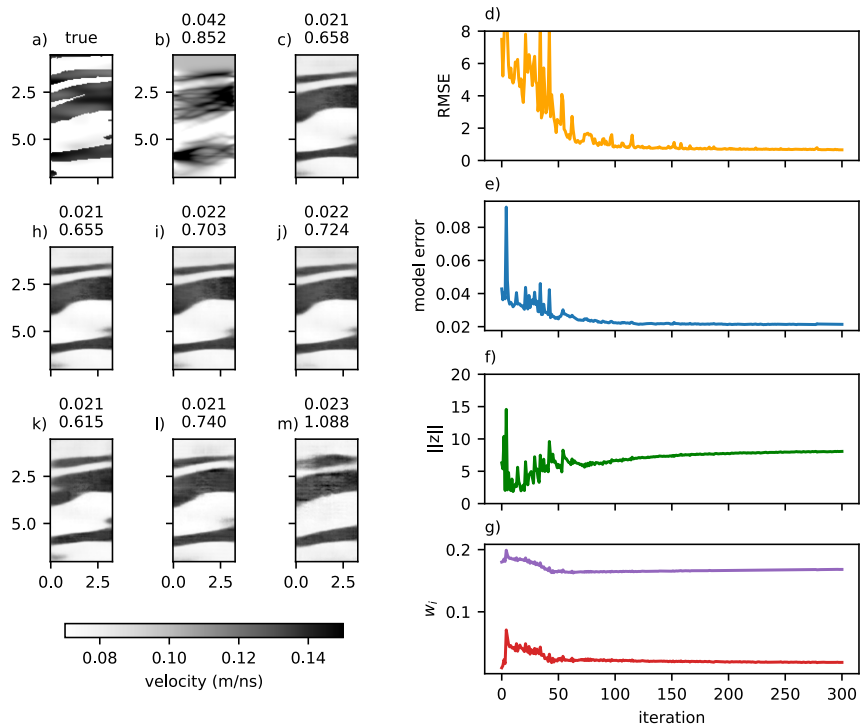 a) true
b) 0.042
0.852
c) 0.021
0.658
2.5
5.0
2.5
5.0
0.0
2.5
h) 0.021
0.655
i) 0.022
0.703
j) 0.022
0.724
2.5
5.0
k) 0.021
0.615
l) 0.021
0.740
m) 0.023
1.088
2.5
5.0
0.0 2.5
0.0 2.5
0.08 0.10 0.12 0.14
velocity (m/ns)
d)
8
6
4
2
0
RMSE
e)
0.08
0.06
0.04
0.02
model error
f)
20
15
10
5
0
||z||
g)
0.2
0.1
wᵢ
0 50 100 150 200 250 300
iteration